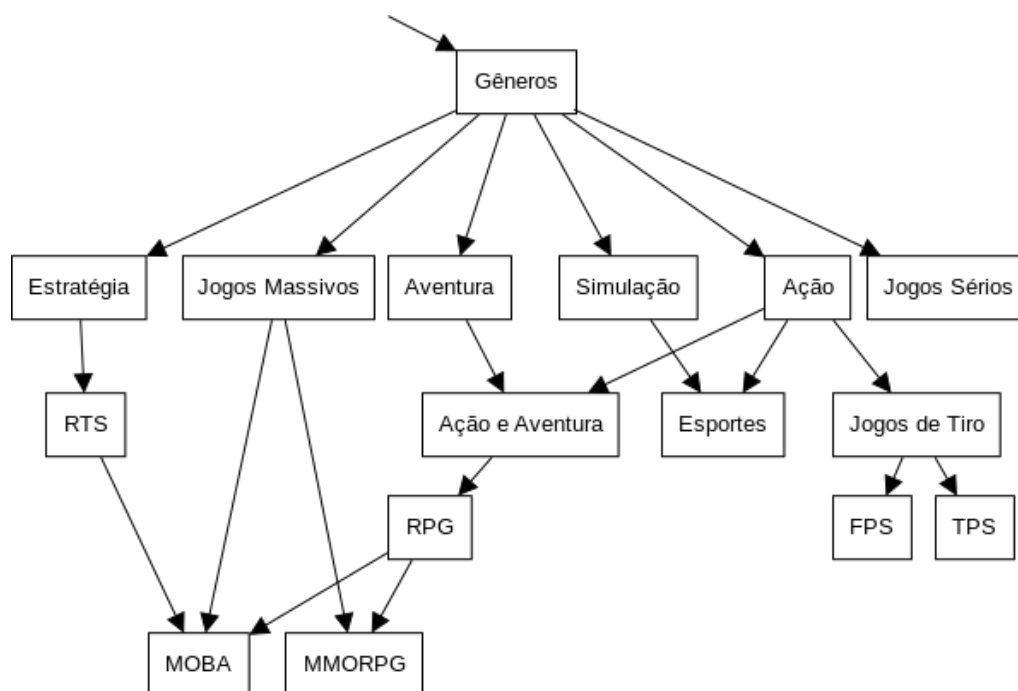 Gêneros
Estratégia
Jogos Massivos
Aventura
Simulação
Ação
Jogos Sérios
RTS
Ação e Aventura
Esportes
Jogos de Tiro
RPG
FPS
TPS
MOBA
MMORPG